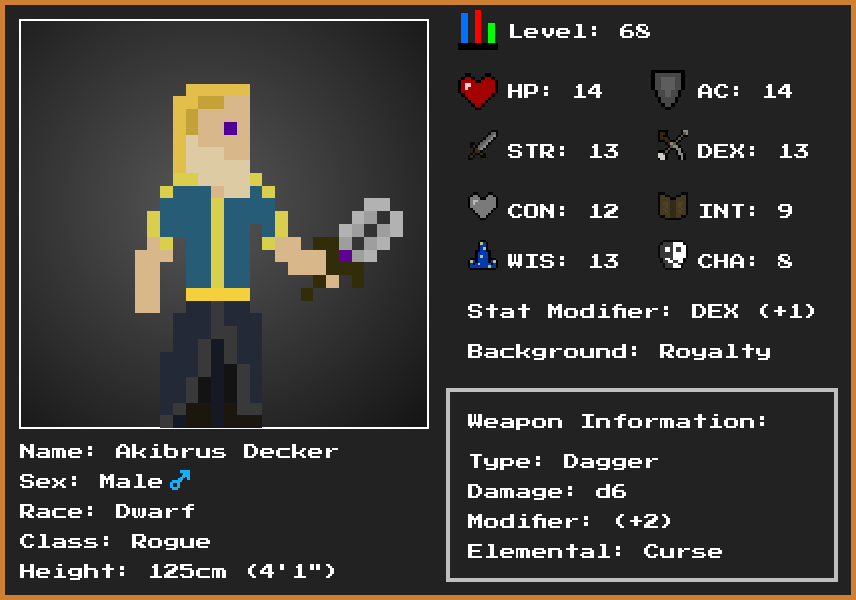 Level: 68
HP: 14 AC: 14
STR: 13 DEX: 13
CON: 12 INT: 9
WIS: 13 CHA: 8
Stat Modifier: DEX (+1)
Background: Royalty
Weapon Information:
Type: Dagger
Damage: d6
Modifier: (+2)
Elemental: Curse
Name: Akibrus Decker
Sex: Male ♂
Race: Dwarf
Class: Rogue
Height: 125cm (4'1")